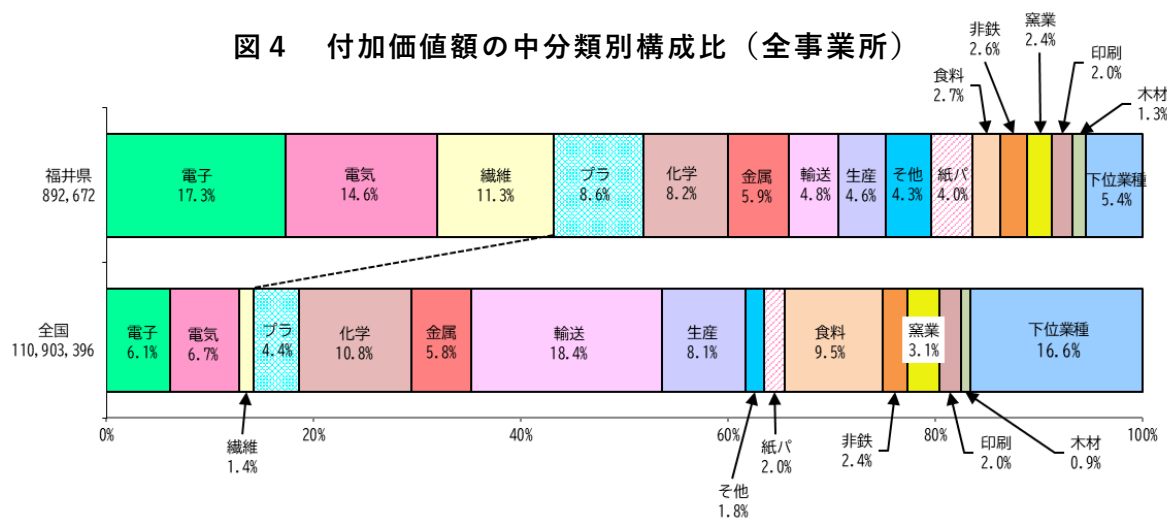 図4 付加価値額の中分類別構成比（全事業所）
非鉄
2.6%
窯業
2.4%
印刷
2.0%
食料
2.7%
木材
1.3%
福井県
892,672
電子
17.3%
電気
14.6%
繊維
11.3%
プラ
8.6%
化学
8.2%
金属
5.9%
輸送
4.8%
生産
4.6%
そ他
4.3%
紙パ
4.0%
下位業種
5.4%
全国
110,903,396
電子
6.1%
電気
6.7%
プラ
4.4%
化学
10.8%
金属
5.8%
輸送
18.4%
生産
8.1%
食料
9.5%
窯業
3.1%
下位業種
16.6%
0%
20%
40%
60%
80%
100%
繊維
1.4%
そ他
1.8%
紙パ
2.0%
非鉄
2.4%
印刷
2.0%
木材
0.9%